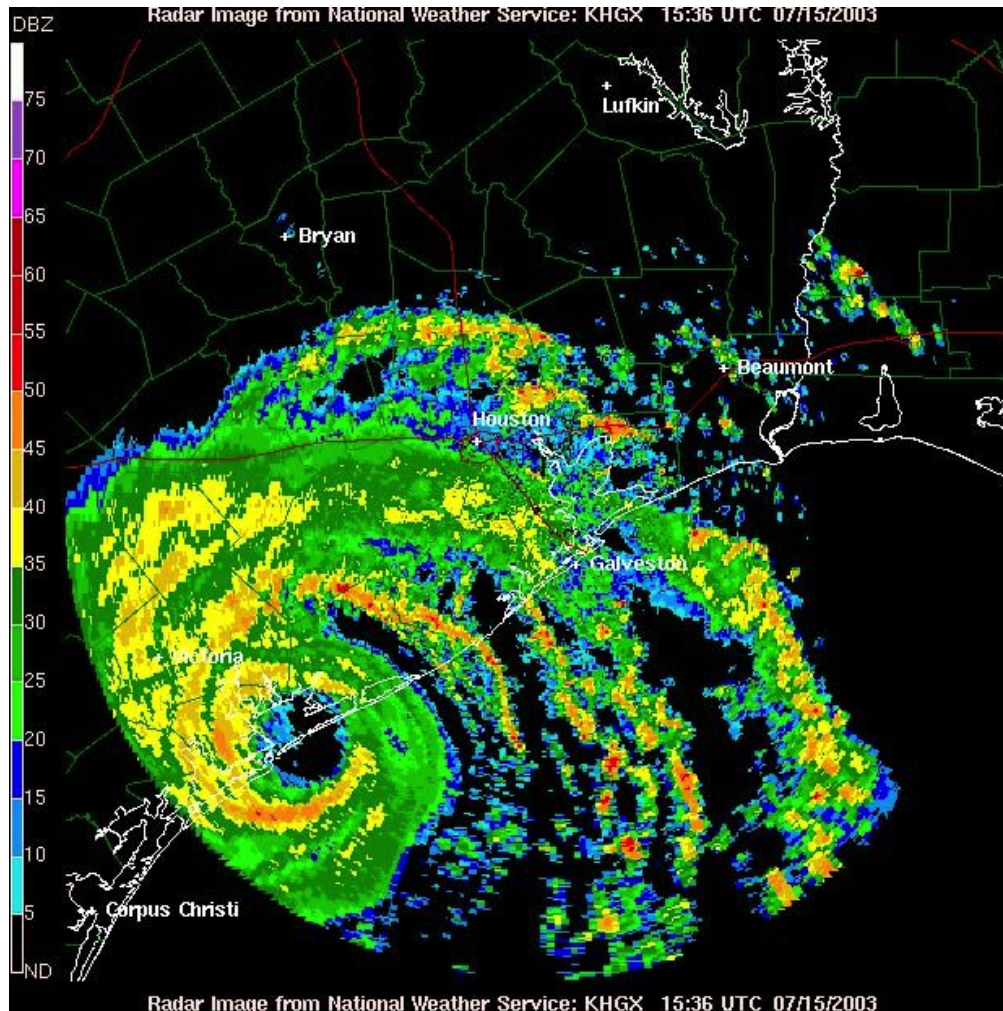 Radar Image from National Weather Service: KHGX 15:36 UTC 07/15/2003
DBZ
75
70
65
60
55
50
45
40
35
30
25
20
15
10
5
ND
Lufkin
Bryan
Beaumont
Houston
Galveston
Victoria
Corpus Christi
Radar Image from National Weather Service: KHGX 15:36 UTC 07/15/2003